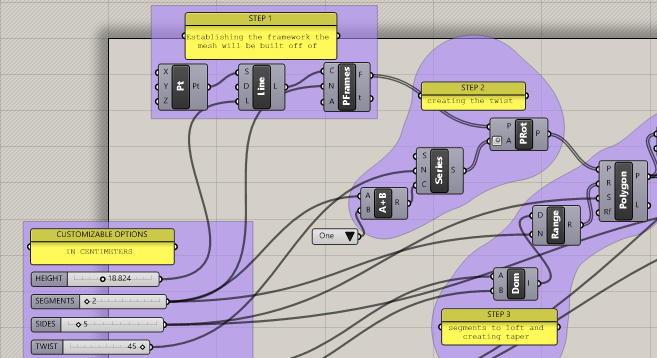 STEP 1
Establishing the framework the
mesh will be built off of
X
Y
Z
Pt
Pt
S
D
L
Line
L
C
N
A
PFrames
F
t
STEP 2
creating the twist
P
A
PRot
P
S
N
C
Series
S
A
B
A+B
R
One
P
R
S
Rf
Polygon
P
L
D
N
Range
R
A
B
Dom
I
STEP 3
segments to loft and
creating taper
CUSTOMIZABLE OPTIONS
IN CENTIMETERS
HEIGHT
18.824
SEGMENTS
2
SIDES
5
TWIST
45